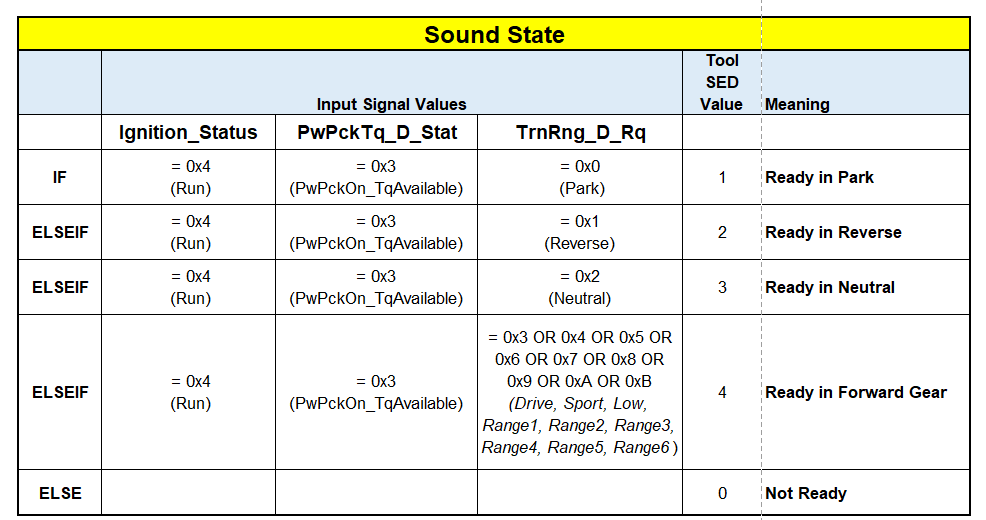 Sound State
Input Signal Values
Tool
SED
Value
Meaning
Ignition_Status
PwPckTq_D_Stat
TrnRng_D_Rq
IF
= 0x4
(Run)
= 0x3
(PwPckOn_TqAvailable)
= 0x0
(Park)
1
Ready in Park
ELSEIF
= 0x4
(Run)
= 0x3
(PwPckOn_TqAvailable)
= 0x1
(Reverse)
2
Ready in Reverse
ELSEIF
= 0x4
(Run)
= 0x3
(PwPckOn_TqAvailable)
= 0x2
(Neutral)
3
Ready in Neutral
ELSEIF
= 0x4
(Run)
= 0x3
(PwPckOn_TqAvailable)
= 0x3 OR 0x4 OR 0x5 OR
0x6 OR 0x7 OR 0x8 OR
0x9 OR 0xA OR 0xB
(Drive, Sport, Low,
Range1, Range2, Range3,
Range4, Range5, Range6)
4
Ready in Forward Gear
ELSE
0
Not Ready